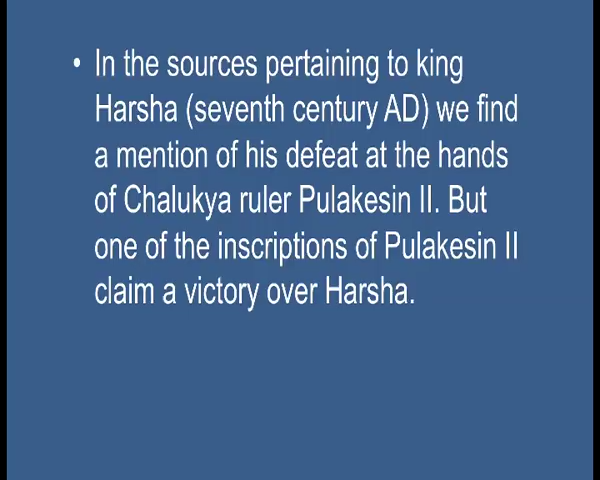 • In the sources pertaining to king
Harsha (seventh century AD) we find
a mention of his defeat at the hands
of Chalukya ruler Pulakesin II. But
one of the inscriptions of Pulakesin II
claim a victory over Harsha.